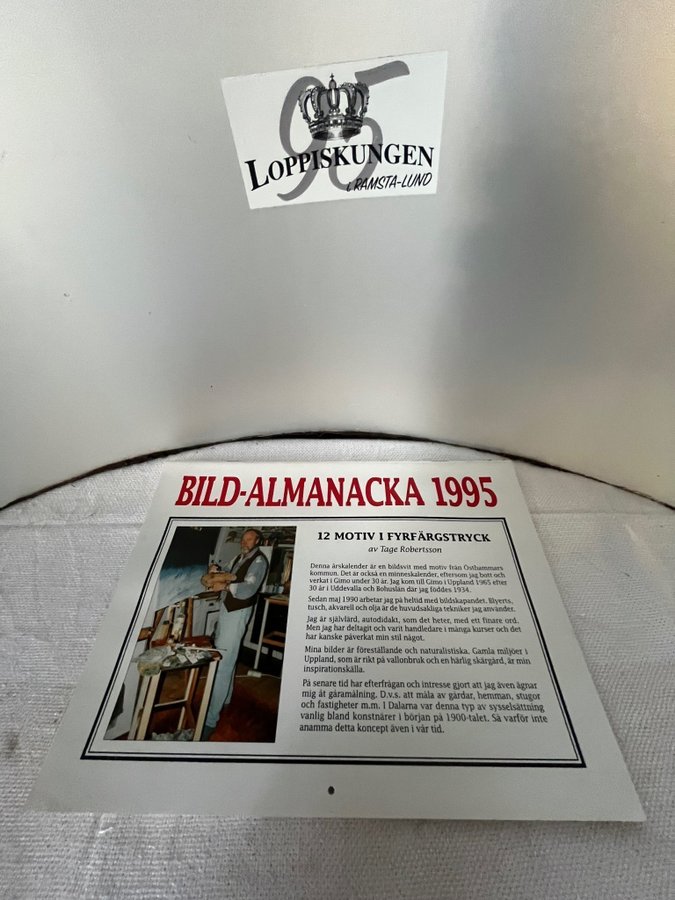 95
LOPPISKUNGEN
i RAMSTA-LUND
BILD-ALMANACKA 1995
12 MOTIV I FYRFÄRGSTRYCK
av Tage Robertsson
Denna årskalender är en bildsvit med motiv från Östhammars
kommun. Det är också en minneskalender, eftersom jag bott och
verkat i Gimo under 30 år. Jag kom till Gimo i Uppland 1965 efter
30 år i Uddevalla och Bohuslän där jag föddes 1934.
Sedan maj 1990 arbetar jag på heltid med bildskapandet. Blyerts,
tusch, akvarell och olja är de huvudsakliga tekniker jag använder.
Jag är självlärd, autodidakt, som det heter, med ett finare ord.
Men jag har deltagit och varit handledare i många kurser och det
har kanske påverkat min stil något.
Mina bilder är föreställande och naturalistiska. Gamla miljöer i
Uppland, som är rikt på vallonbruk och en härlig skärgård, är min
inspirationskälla.
På senare tid har efterfrågan och intresse gjort att jag även ägnar
mig åt gåramålning. D.v.s. att måla av gårdar, hemman, stugor
och fastigheter m.m. I Dalarna var denna typ av sysselsättning
vanlig bland konstnärer i början på 1900-talet. Så varför inte
anamma detta koncept även i vår tid.